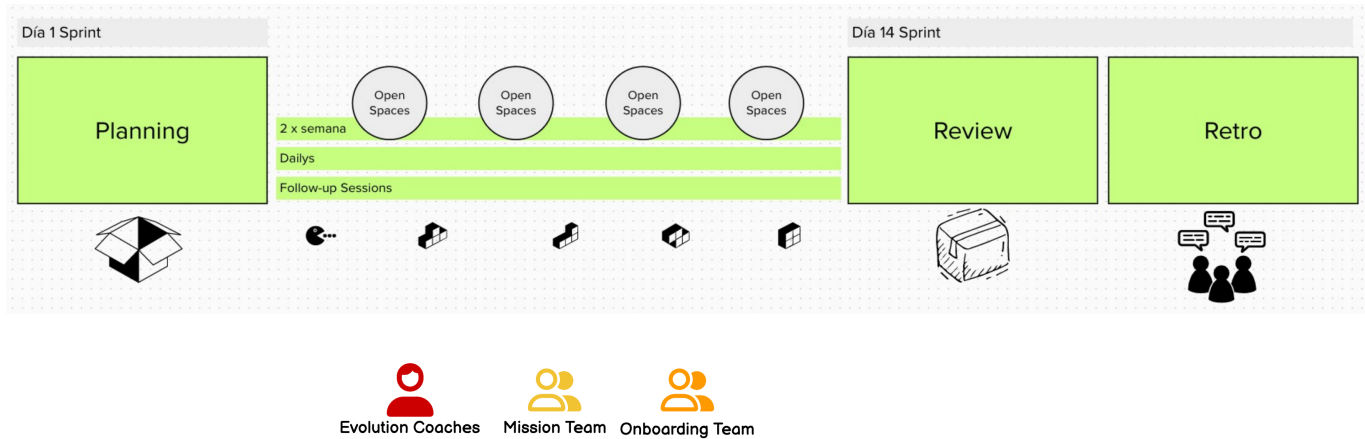 Día 1 Sprint
Día 14 Sprint
Planning
Open
Spaces
Open
Spaces
Open
Spaces
Open
Spaces
2 x semana
Dailys
Follow-up Sessions
Review
Retro
Evolution Coaches
Mission Team
Onboarding Team